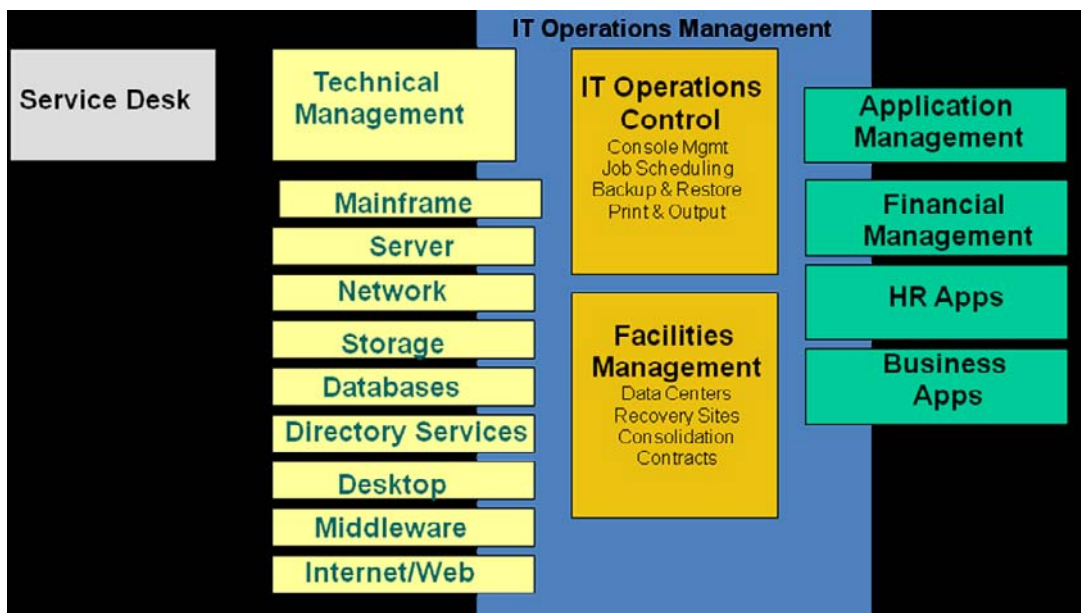 IT Operations Management
Service Desk
Technical
Management
Mainframe
Server
Network
Storage
Databases
Directory Services
Desktop
Middleware
Internet/Web
IT Operations
Control
Console Mgmt
Job Scheduling
Backup & Restore
Print & Output
Facilities
Management
Data Centers
Recovery Sites
Consolidation
Contracts
Application
Management
Financial
Management
HR Apps
Business
Apps